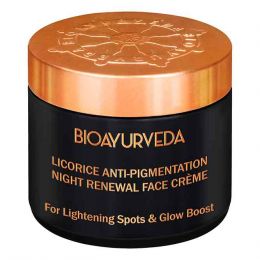 BIOAYURVEDA
LICORICE ANTI-PIGMENTATION
NIGHT RENEWAL FACE CRÈME
For Lightening Spots & Glow Boost